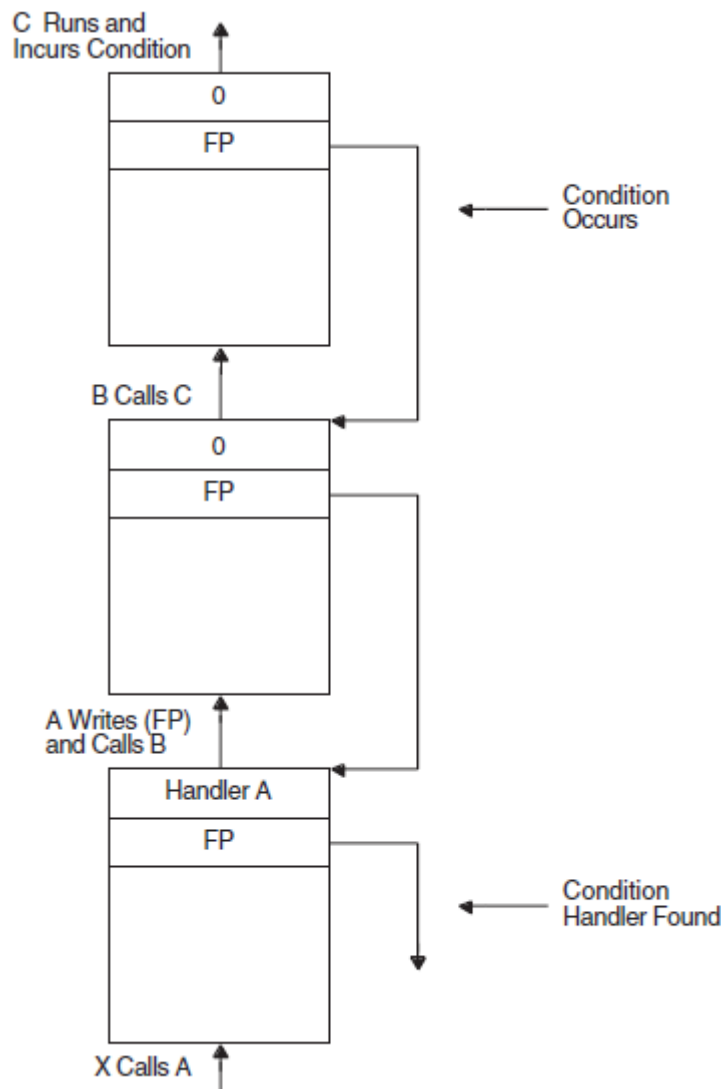 C Runs and
Incurs Condition
0
FP
Condition
Occurs
B Calls C
0
FP
A Writes (FP)
and Calls B
Handler A
FP
Condition
Handler Found
X Calls A